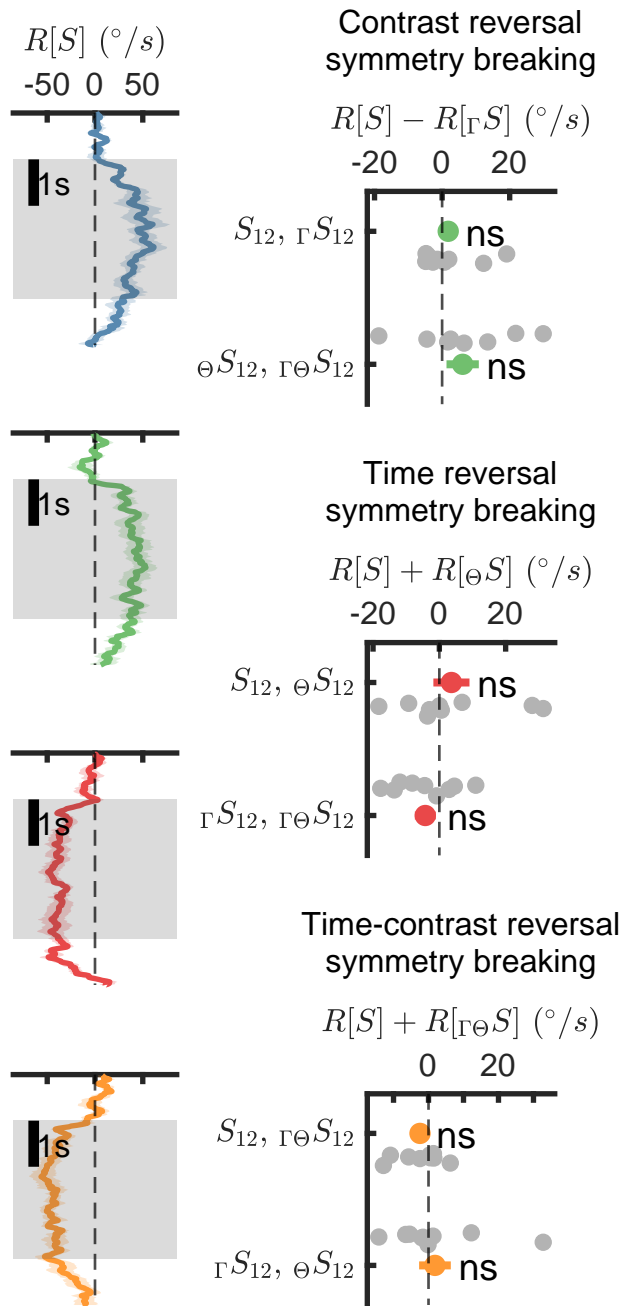 R[S] (°/s)
-50 0 50
1s
1s
1s
1s
Contrast reversal
symmetry breaking
R[S] − R[ΓS] (°/s)
-20 0 20
S12, ΓS12
ns
ΘS12, ΓΘS12
ns
Time reversal
symmetry breaking
R[S] + R[ΘS] (°/s)
-20 0 20
S12, ΘS12
ns
ΓS12, ΓΘS12
ns
Time-contrast reversal
symmetry breaking
R[S] + R[ΓΘS] (°/s)
0 20
S12, ΓΘS12
ns
ΓS12, ΘS12
ns